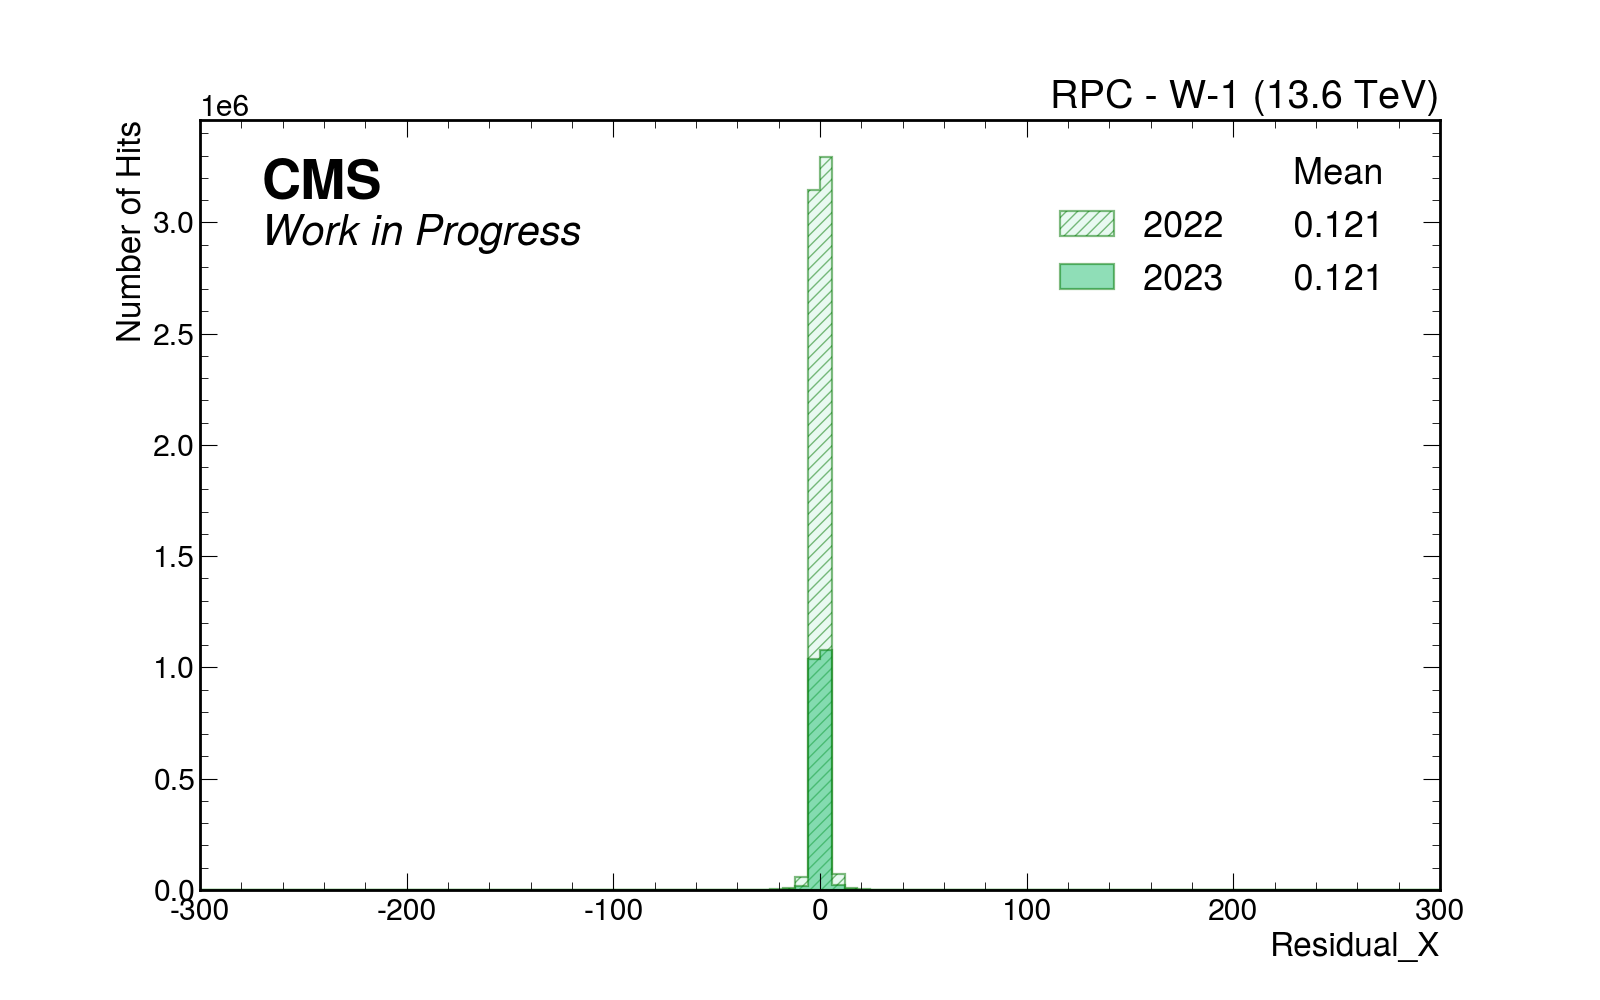 RPC - W-1 (13.6 TeV)
1e6
Number of Hits
CMS
Work in Progress
Mean
2022 0.121
2023 0.121
3.0
2.5
2.0
1.5
1.0
0.5
0.0
-300 -200 -100 0 100 200 300
Residual_X